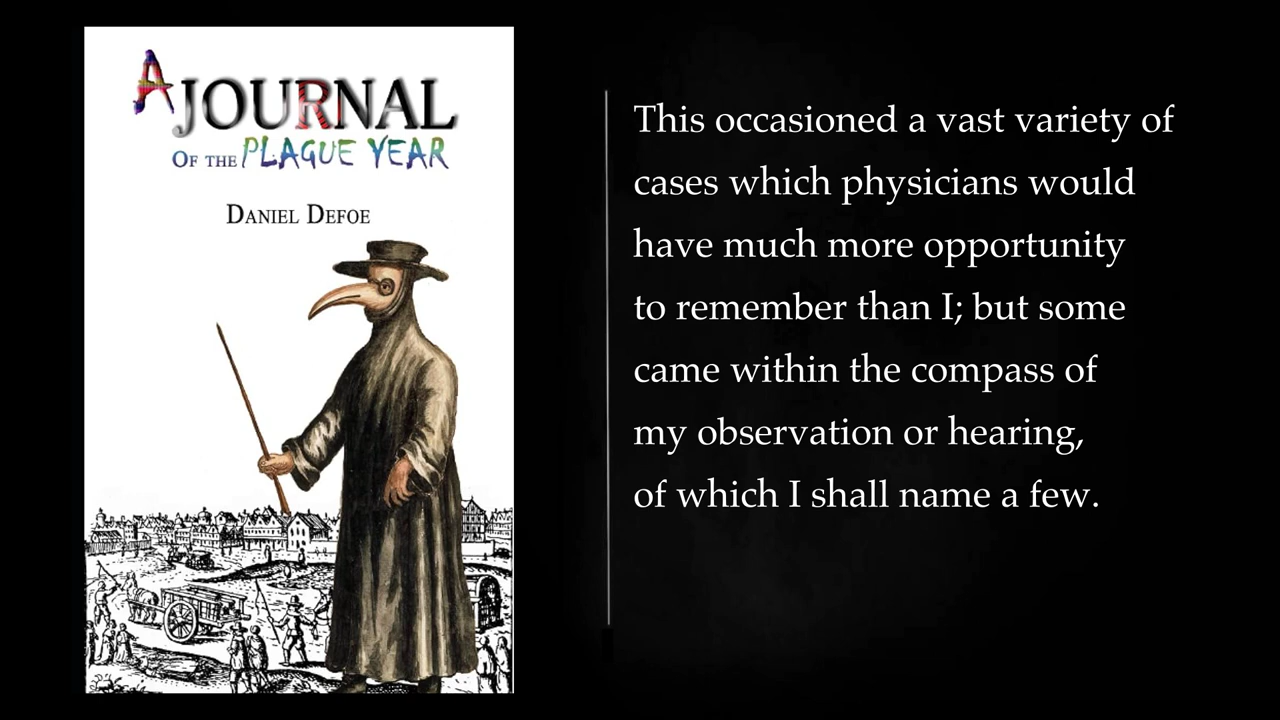 A JOURNAL
OF THE PLAGUE YEAR
DANIEL DEFOE
This occasioned a vast variety of
cases which physicians would
have much more opportunity
to remember than I; but some
came within the compass of
my observation or hearing,
of which I shall name a few.